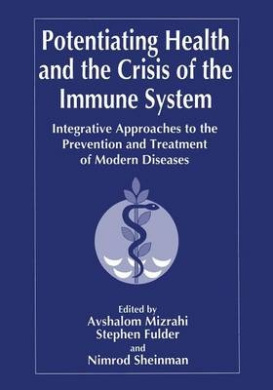 Potentiating Health
and the Crisis of the
Immune System
Integrative Approaches to the
Prevention and Treatment
of Modern Diseases
Edited by
Avshalom Mizrahi
Stephen Fulder
and
Nimrod Sheinman